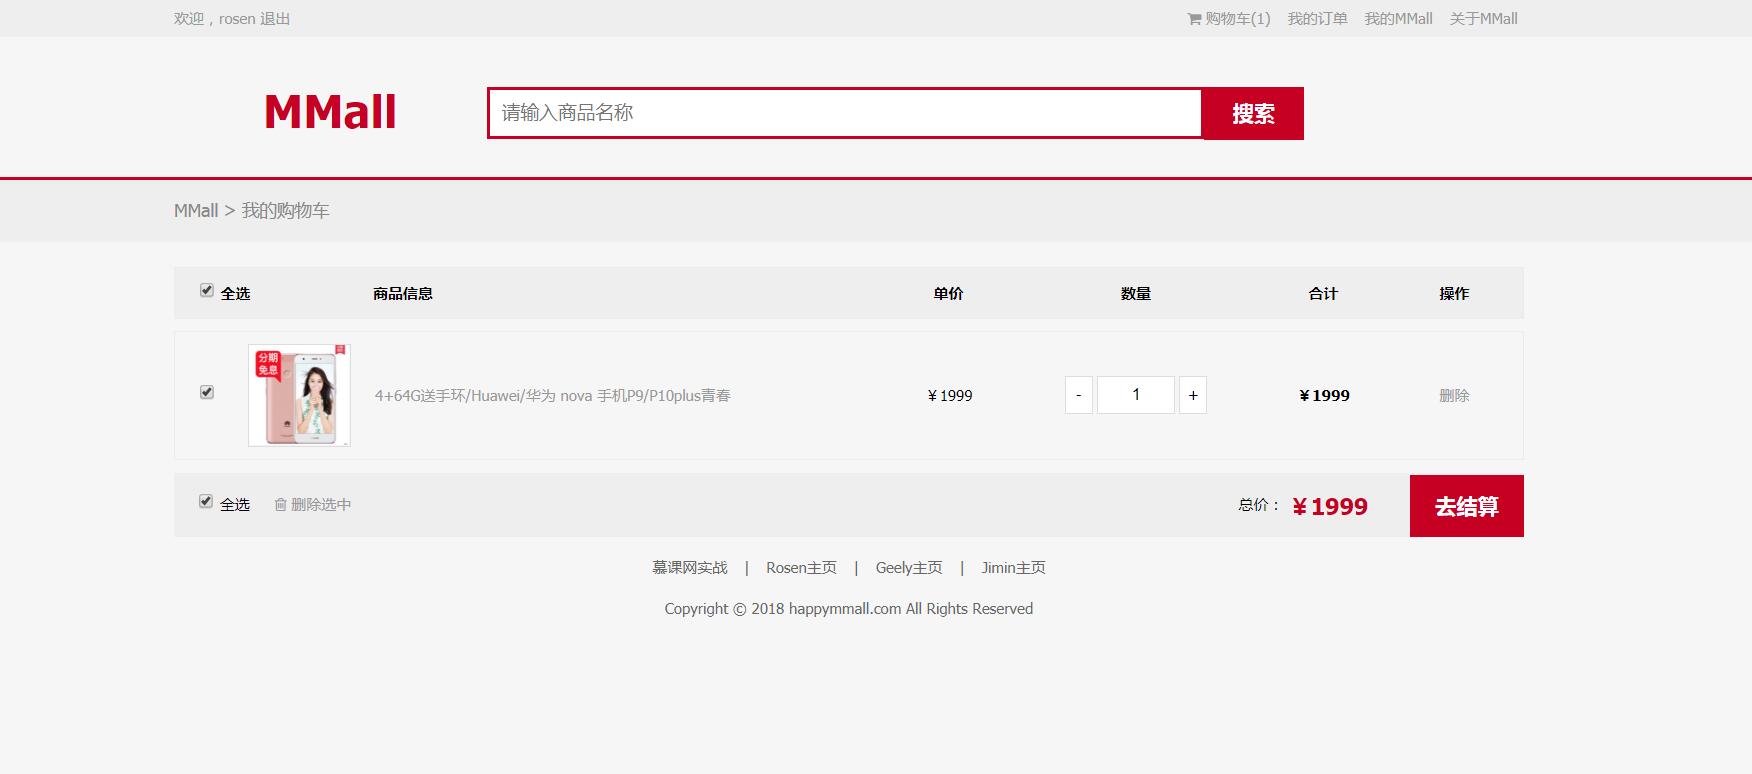 欢迎，rosen 退出
购物车(1) 我的订单 我的MMall 关于MMall
MMall 请输入商品名称 搜索
MMall > 我的购物车
全选 商品信息 单价 数量 合计 操作
分期
免息
4+64G送手环/Huawei/华为 nova 手机P9/P10plus青春 ￥1999 - 1 + ￥1999 删除
全选 删除选中 总价： ￥1999 去结算
慕课网实战 | Rosen主页 | Geely主页 | Jimin主页
Copyright © 2018 happymmall.com All Rights Reserved